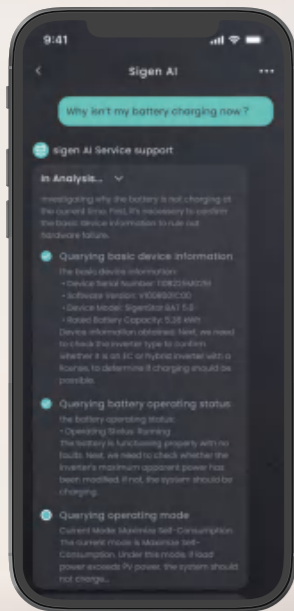 9:41
Sigen AI
Why isn't my battery charging now?
sigen AI Service support
In Analysis...
Investigating why the battery is not charging at
the current time. First, it's necessary to confirm
the basic device information to rule out
hardware failure.
Querying basic device information
The basic device information:
• Device Serial Number:
• Software Version:
• Device Model: SigenStor BAT 5.0
• Rated Battery Capacity: 5.28 kWh
Device information obtained. Next, we need
to check the inverter type to confirm
whether it is an EC or hybrid inverter with a
license, to determine if charging should be
possible.
Querying battery operating status
The battery operating status:
• Operating Status: Running
The battery is functioning properly with no
faults. Next, we need to check whether the
inverter's maximum apparent power has
been modified. If not, the system should be
charging.
Querying operating mode
Current Mode: Maximize Self-Consumption
The current mode is Maximize Self-
Consumption. Under this mode, if load
power exceeds PV power, the system should
not charge...